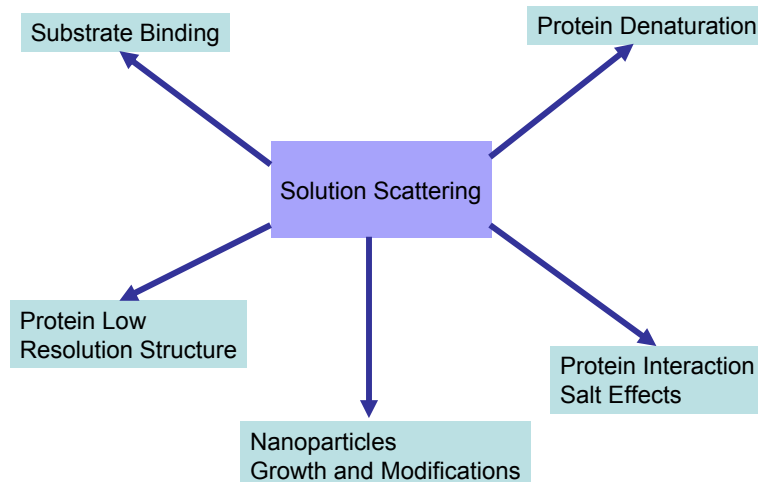 Substrate Binding
Protein Denaturation
Solution Scattering
Protein Low
Resolution Structure
Protein Interaction
Salt Effects
Nanoparticles
Growth and Modifications